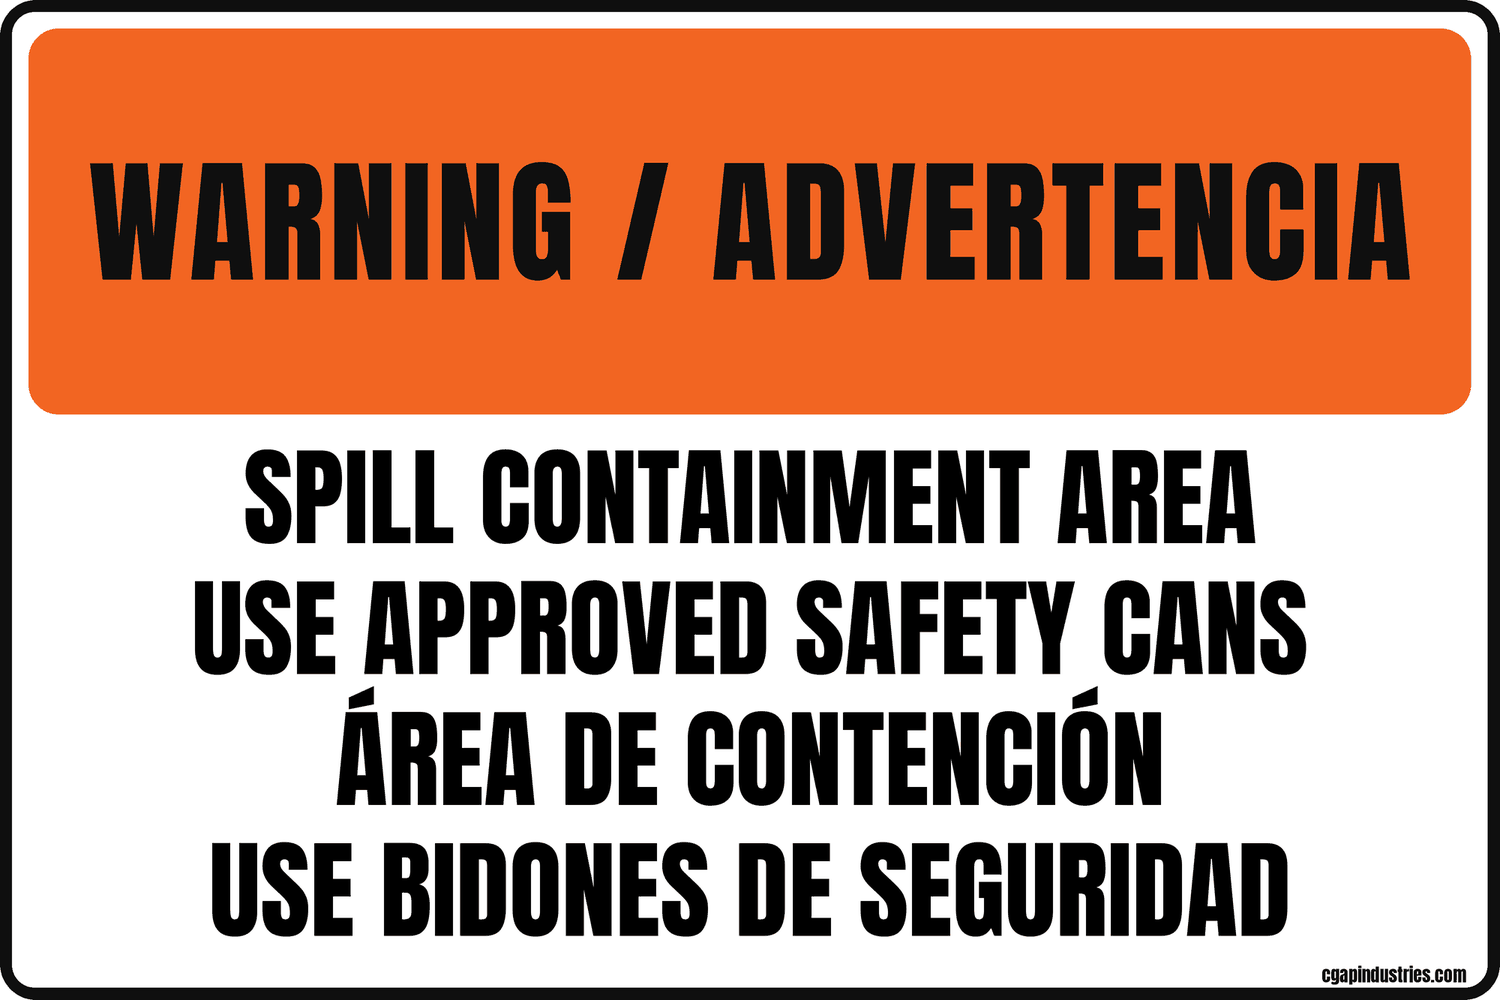 WARNING / ADVERTENCIA
SPILL CONTAINMENT AREA
USE APPROVED SAFETY CANS
ÁREA DE CONTENCIÓN
USE BIDONES DE SEGURIDAD
cgapindustries.com